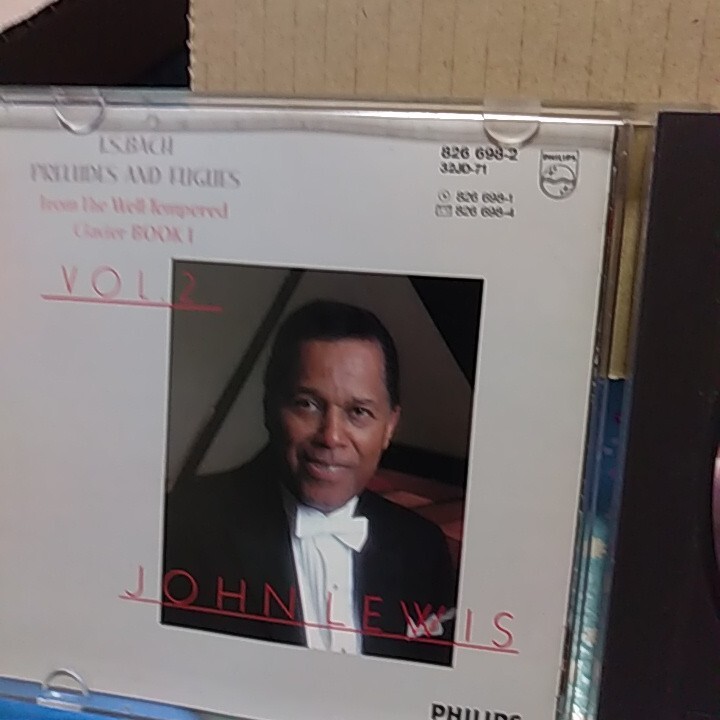 J.S.BACH
PRELUDES AND FUGUES
from The Well-Tempered
Clavier BOOK I
VOL.2
826 698-2
32JD-71
826 698-1
826 698-4
PHILIPS
JOHN LEWIS
PHILIPS